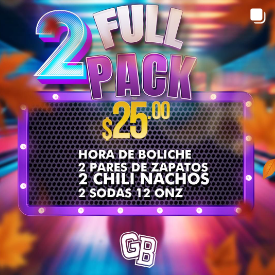 2 FULL
PACK
$25.00
HORA DE BOLICHE
2 PARES DE ZAPATOS
2 CHILI NACHOS
2 SODAS 12 ONZ
GB